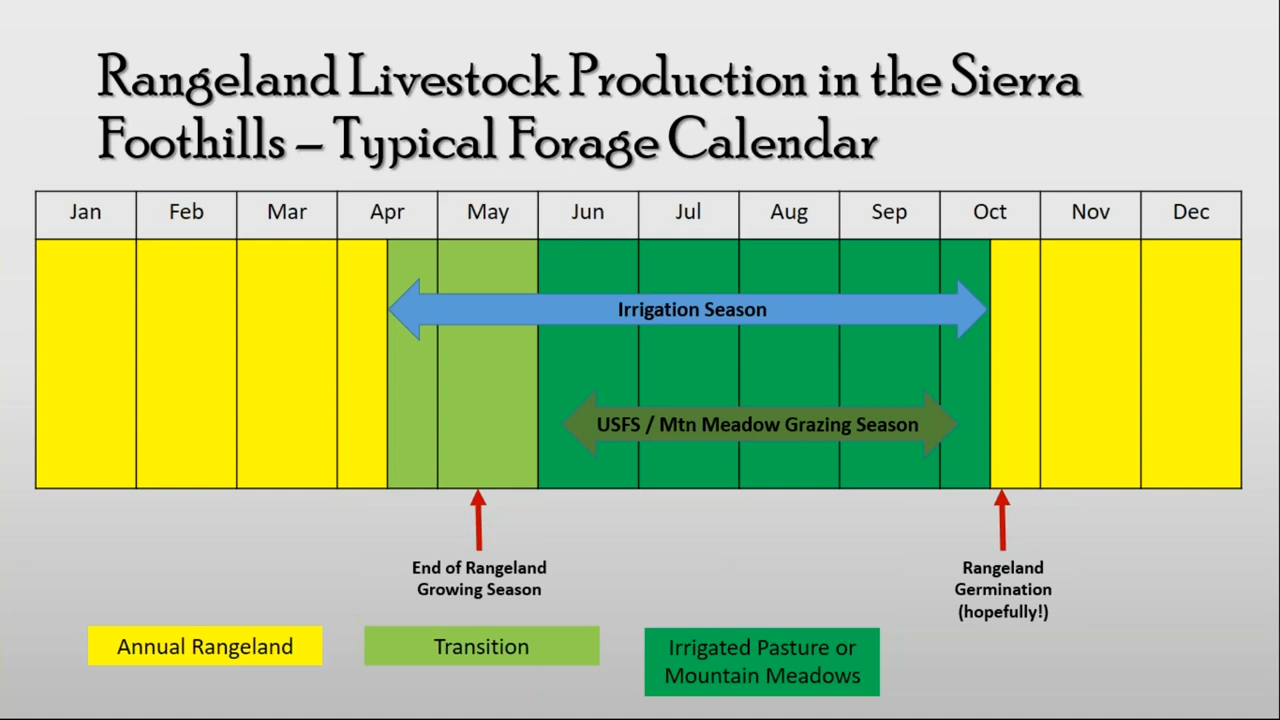 Rangeland Livestock Production in the Sierra
Foothills – Typical Forage Calendar
Jan Feb Mar Apr May Jun Jul Aug Sep Oct Nov Dec
Irrigation Season
USFS / Mtn Meadow Grazing Season
End of Rangeland
Growing Season
Rangeland
Germination
(hopefully!)
Annual Rangeland
Transition
Irrigated Pasture or
Mountain Meadows